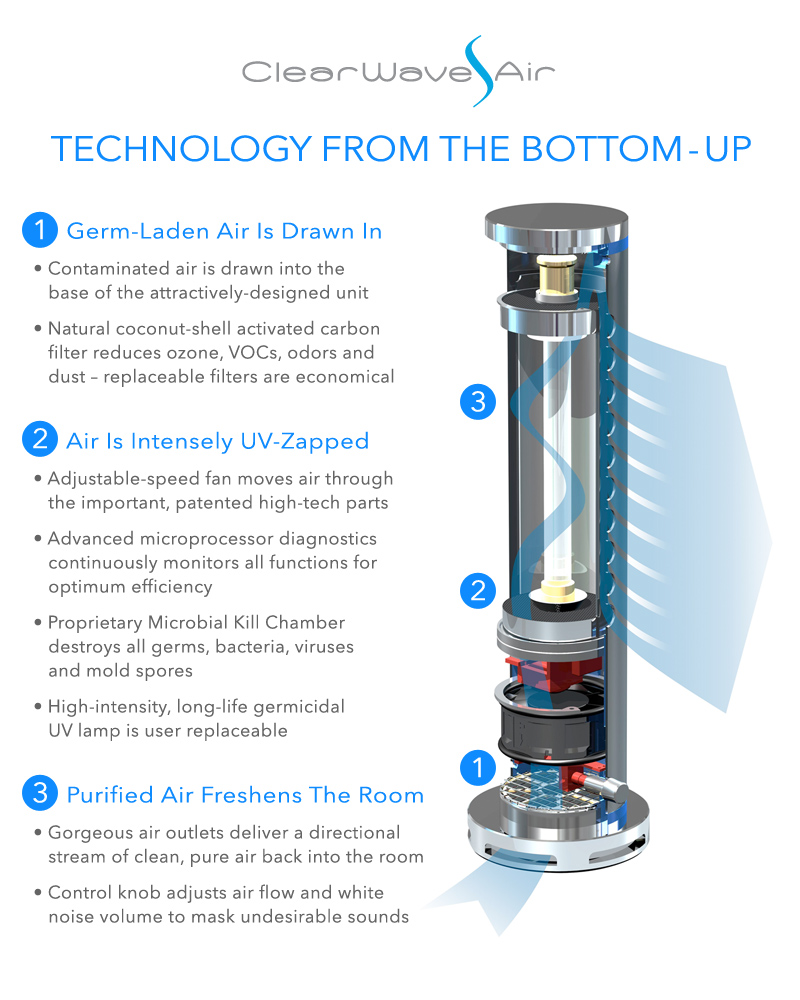 ClearWave Air
TECHNOLOGY FROM THE BOTTOM-UP
1 Germ-Laden Air Is Drawn In
• Contaminated air is drawn into the
base of the attractively-designed unit
• Natural coconut-shell activated carbon
filter reduces ozone, VOCs, odors and
dust – replaceable filters are economical
2 Air Is Intensely UV-Zapped
• Adjustable-speed fan moves air through
the important, patented high-tech parts
• Advanced microprocessor diagnostics
continuously monitors all functions for
optimum efficiency
• Proprietary Microbial Kill Chamber
destroys all germs, bacteria, viruses
and mold spores
• High-intensity, long-life germicidal
UV lamp is user replaceable
3 Purified Air Freshens The Room
• Gorgeous air outlets deliver a directional
stream of clean, pure air back into the room
• Control knob adjusts air flow and white
noise volume to mask undesirable sounds
3
2
1